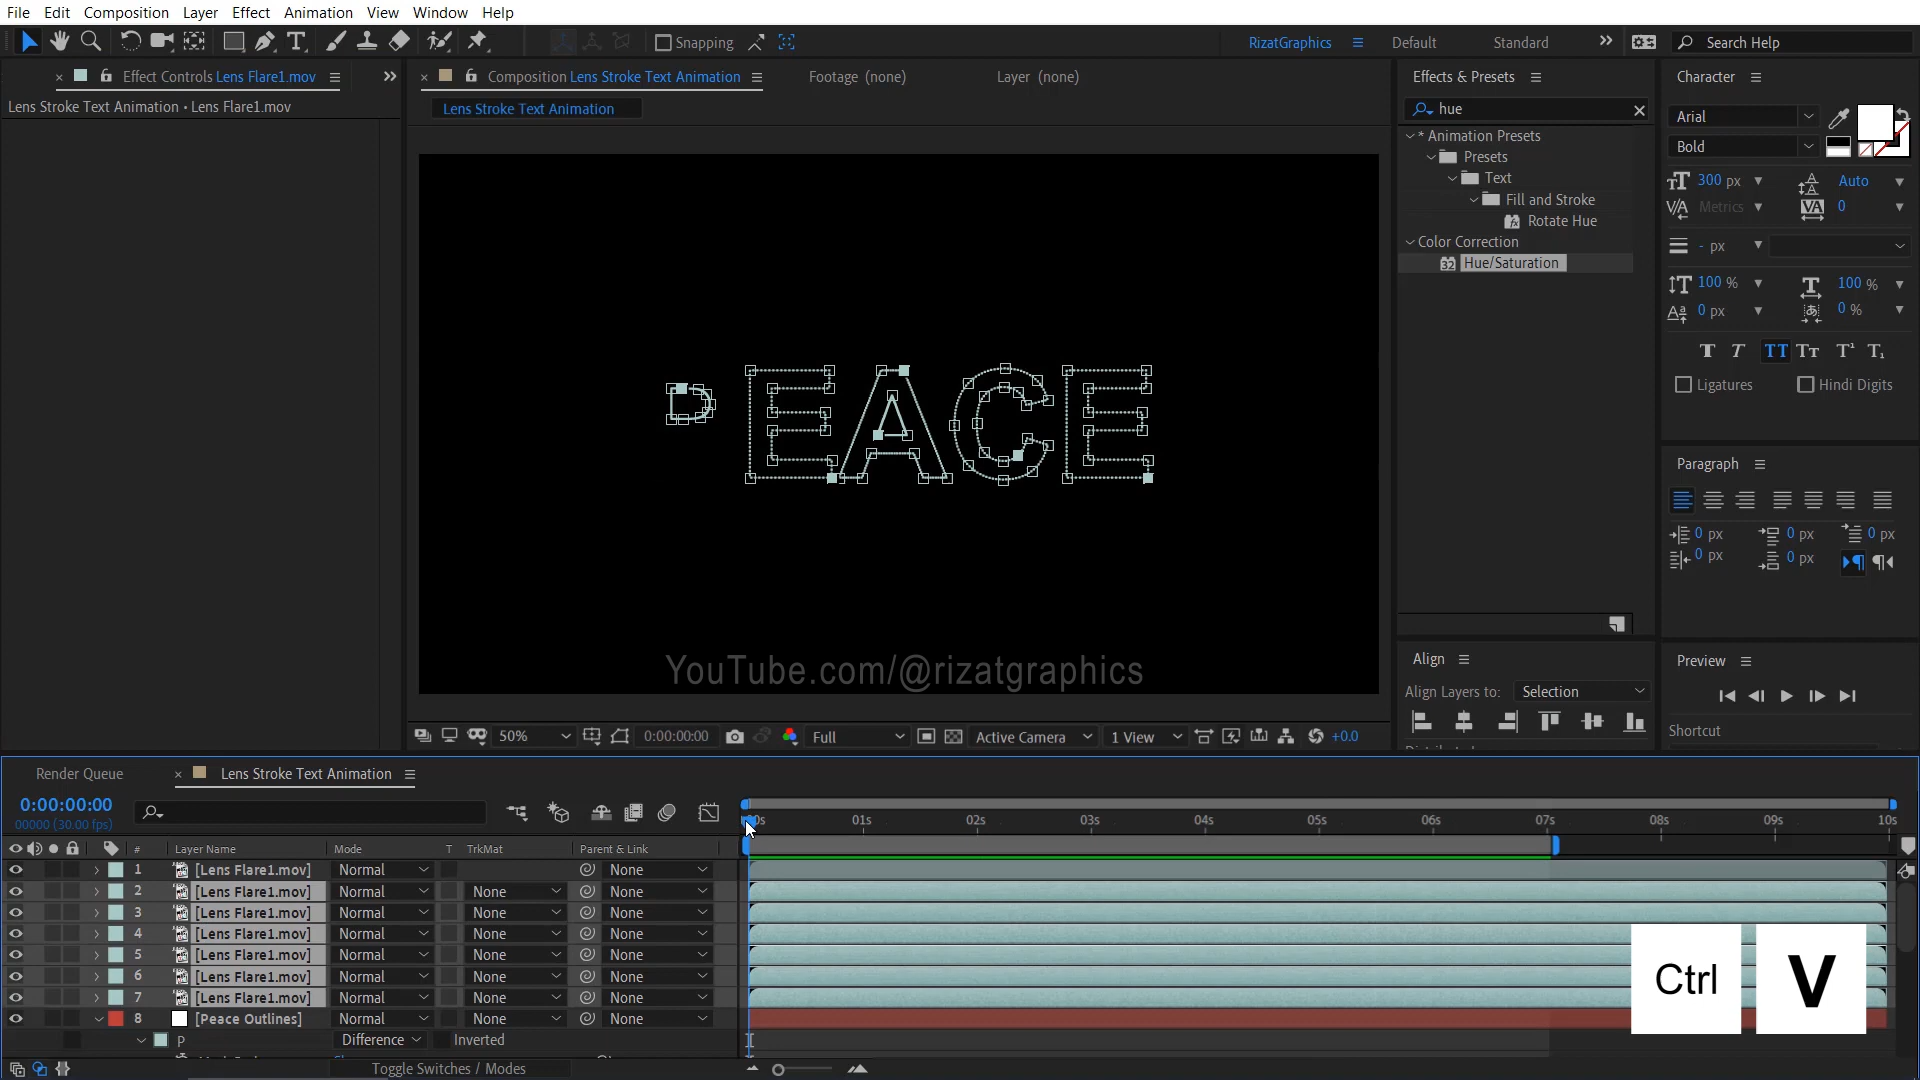 File Edit Composition Layer Effect Animation View Window Help
Snapping RizatGraphics Default Standard Search Help
Effect Controls Lens Flare1.mov
Composition Lens Stroke Text Animation Footage (none) Layer (none)
Effects & Presets
Character
Lens Stroke Text Animation • Lens Flare1.mov
Lens Stroke Text Animation
hue
* Animation Presets
Presets
Text
Fill and Stroke
Rotate Hue
Color Correction
32 Hue/Saturation
Arial
Bold
300 px Auto
Metrics 0
- px
100 % 100 %
0 px 0 %
Ligatures Hindi Digits
Paragraph
0 px 0 px 0 px
0 px 0 px
PEACE
YouTube.com/@rizatgraphics
Align
Align Layers to: Selection
Preview
Shortcut
50% 0:00:00:00 Full Active Camera 1 View +0.0
Render Queue Lens Stroke Text Animation
0:00:00:00
00000 (30.00 fps)
01s 02s 03s 04s 05s 06s 07s 08s 09s 10s
# Layer Name Mode T TrkMat Parent & Link
1 [Lens Flare1.mov] Normal None
2 [Lens Flare1.mov] Normal None None
3 [Lens Flare1.mov] Normal None None
4 [Lens Flare1.mov] Normal None None
5 [Lens Flare1.mov] Normal None None
6 [Lens Flare1.mov] Normal None None
7 [Lens Flare1.mov] Normal None None
8 [Peace Outlines] Normal None None
P Difference Inverted
Toggle Switches / Modes
Ctrl V